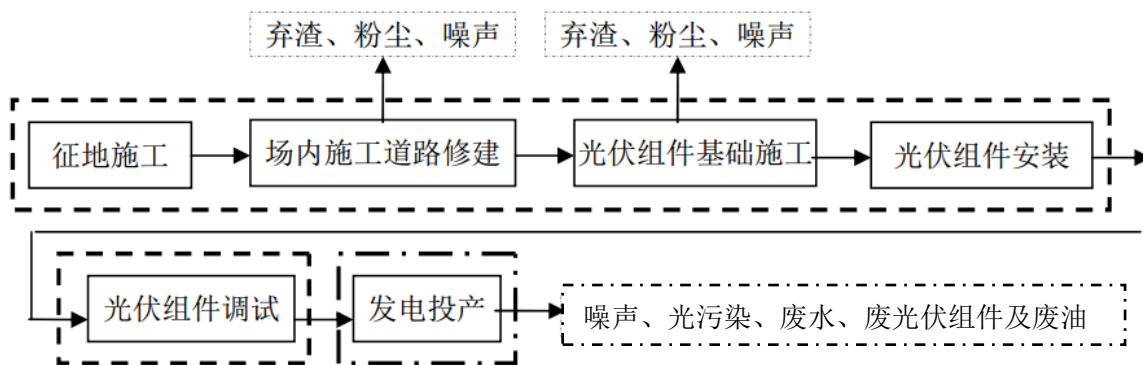 弃渣、粉尘、噪声
弃渣、粉尘、噪声
征地施工
场内施工道路修建
光伏组件基础施工
光伏组件安装
光伏组件调试
发电投产
噪声、光污染、废水、废光伏组件及废油